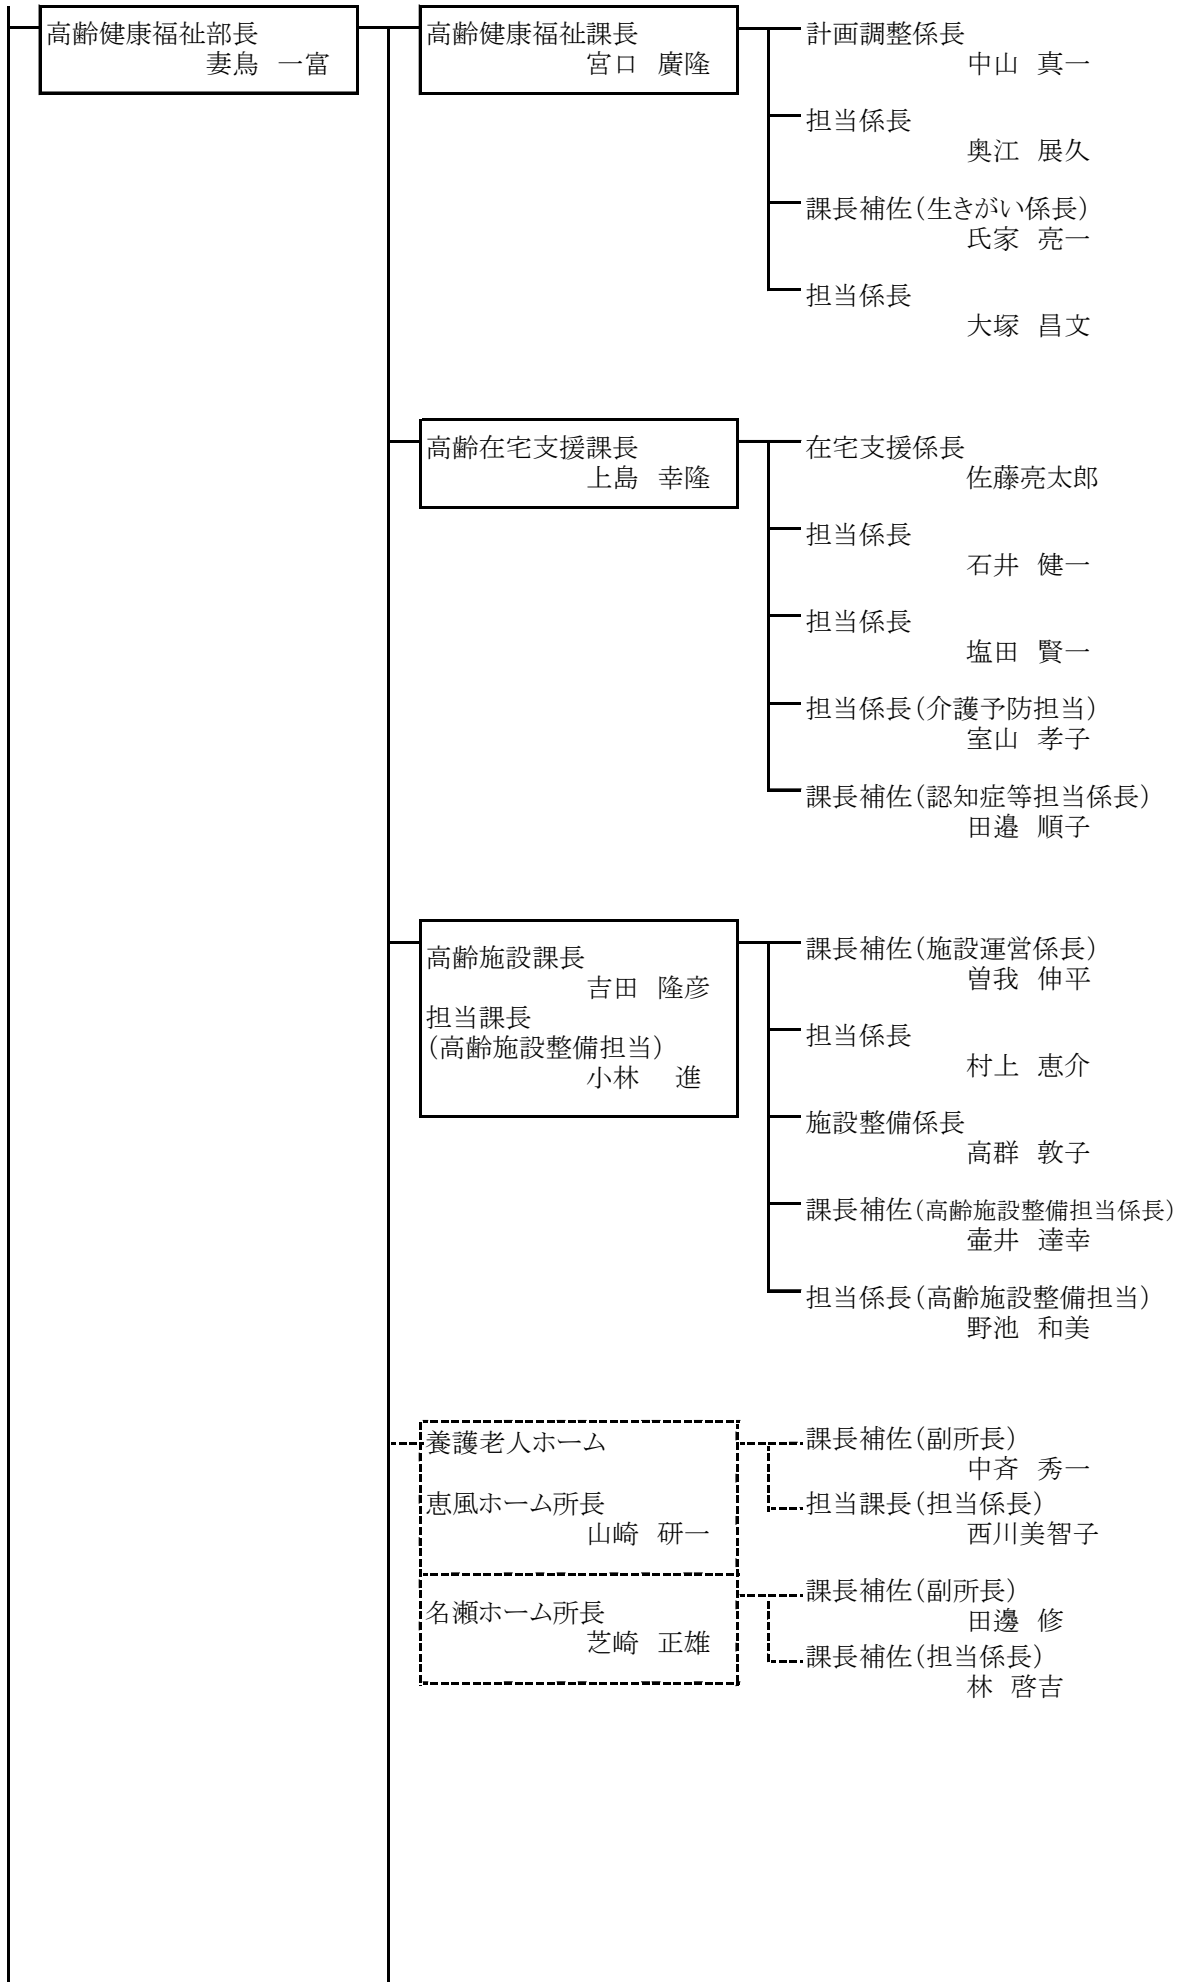 高齢健康福祉部長
妻鳥　一富
高齢健康福祉課長
宮口　廣隆
計画調整係長
中山　真一
担当係長
奥江　展久
課長補佐（生きがい係長）
氏家　亮一
担当係長
大塚　昌文
高齢在宅支援課長
上島　幸隆
在宅支援係長
佐藤亮太郎
担当係長
石井　健一
担当係長
塩田　賢一
担当係長（介護予防担当）
室山　孝子
課長補佐（認知症等担当係長）
田邉　順子
高齢施設課長
吉田　隆彦
担当課長
（高齢施設整備担当）
小林　進
課長補佐（施設運営係長）
曽我　伸平
担当係長
村上　恵介
施設整備係長
高群　敦子
課長補佐（高齢施設整備担当係長）
壷井　達幸
担当係長（高齢施設整備担当）
野池　和美
養護老人ホーム
恵風ホーム所長
山崎　研一
課長補佐（副所長）
中斉　秀一
担当課長（担当係長）
西川美智子
名瀬ホーム所長
芝崎　正雄
課長補佐（副所長）
田邊　修
課長補佐（担当係長）
林　啓吉